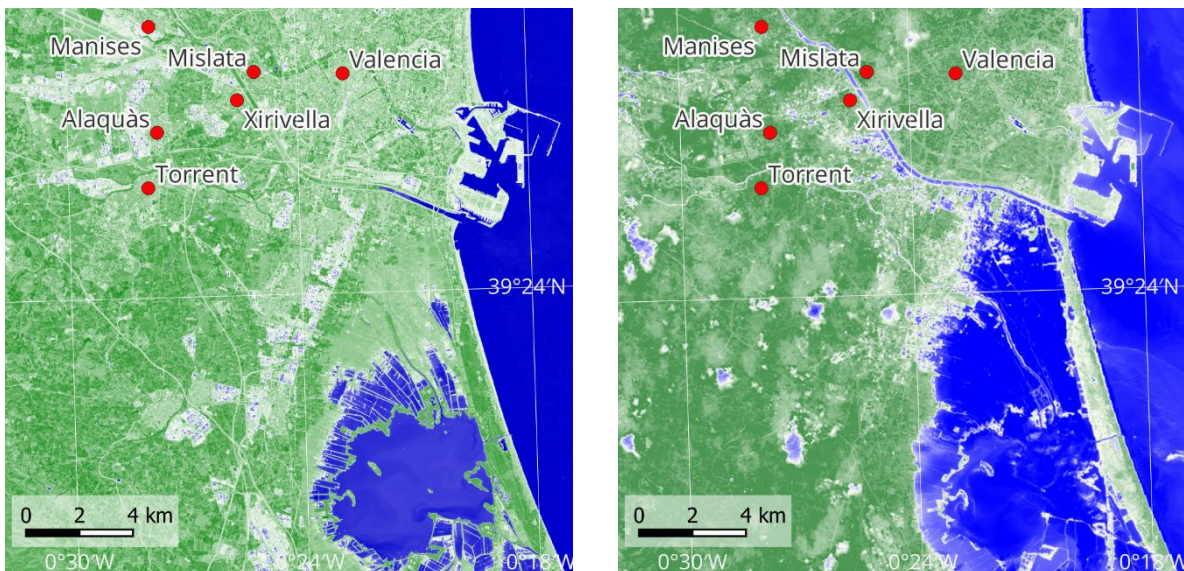 Manises
Mislata
Valencia
Alaquàs
Xirivella
Torrent
39°24′N
0 2 4 km
0°30′W
0°24′W
0°18′W
Manises
Mislata
Valencia
Alaquàs
Xirivella
Torrent
39°24′N
0 2 4 km
0°30′W
0°24′W
0°18′W